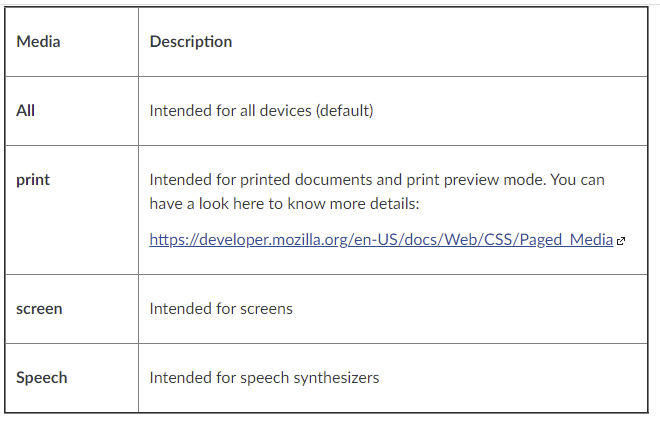 Media Description
All Intended for all devices (default)
print Intended for printed documents and print preview mode. You can
have a look here to know more details:
https://developer.mozilla.org/en-US/docs/Web/CSS/Paged_Media
screen Intended for screens
Speech Intended for speech synthesizers